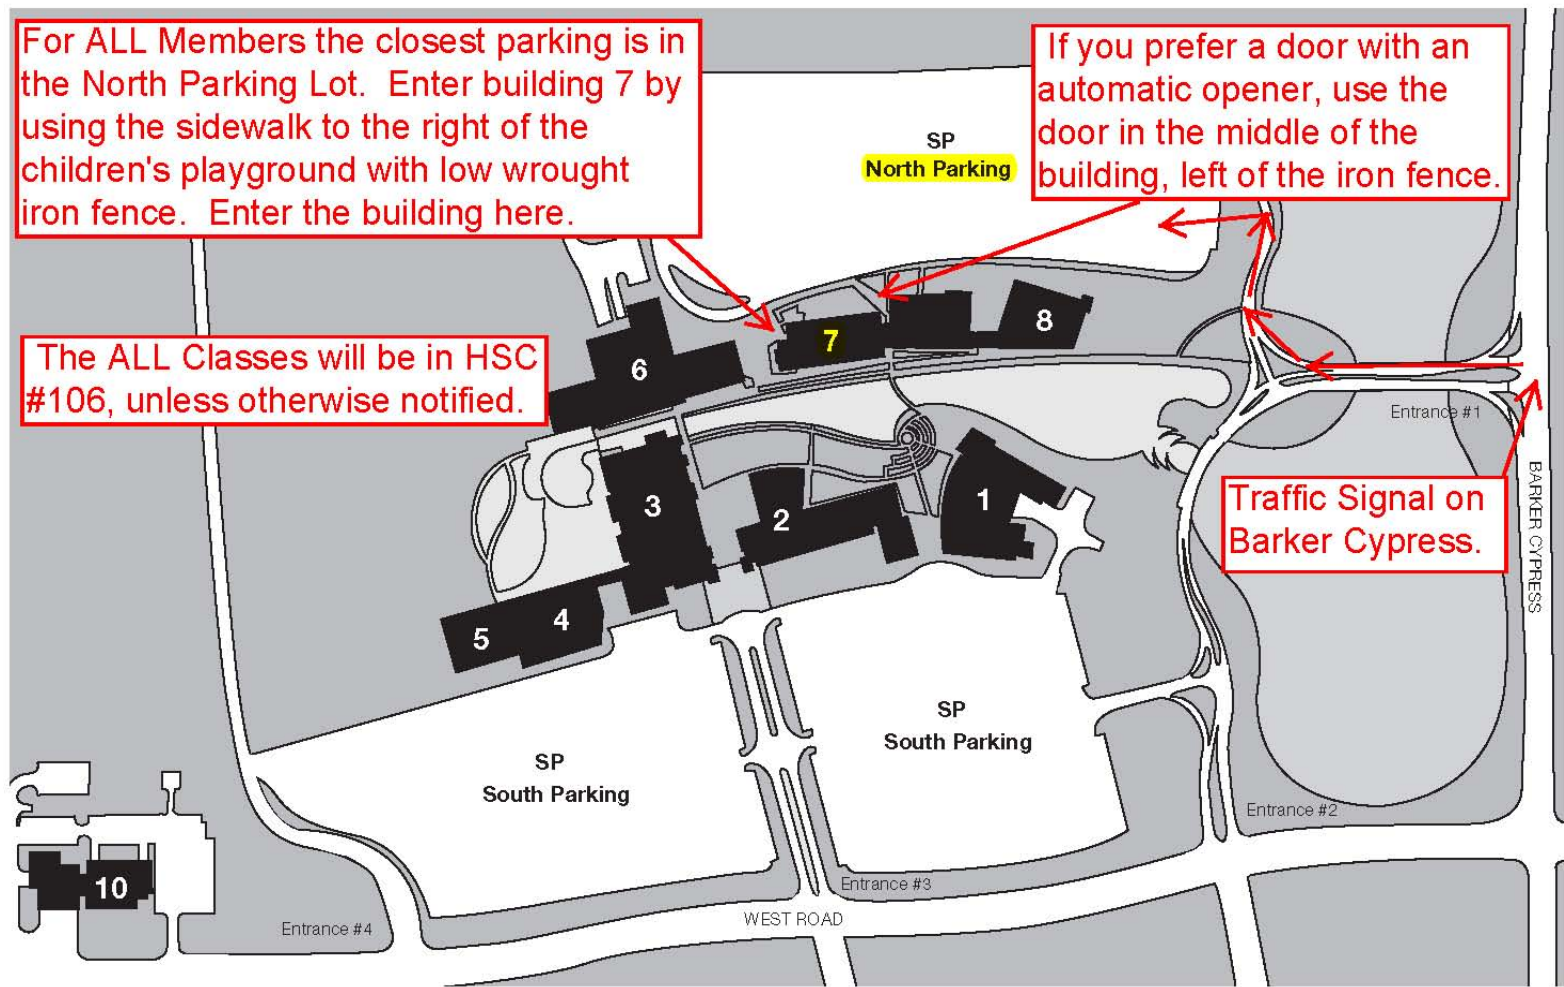 For ALL Members the closest parking is in
the North Parking Lot.  Enter building 7 by
using the sidewalk to the right of the
children's playground with low wrought
iron fence.  Enter the building here.
If you prefer a door with an
automatic opener, use the
door in the middle of the
building, left of the iron fence.
SP
North Parking
8
7
6
The ALL Classes will be in HSC
#106, unless otherwise notified.
Entrance #1
3
1
2
Traffic Signal on
Barker Cypress.
BARKER CYPRESS
4
5
SP
South Parking
SP
South Parking
Entrance #2
10
Entrance #3
WEST ROAD
Entrance #4